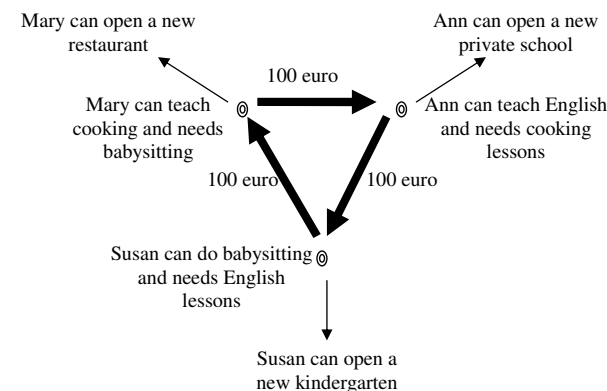 Mary can open a new
restaurant
Ann can open a new
private school
100 euro
Mary can teach
cooking and needs
babysitting
Ann can teach English
and needs cooking
lessons
100 euro
100 euro
Susan can do babysitting
and needs English
lessons
Susan can open a
new kindergarten